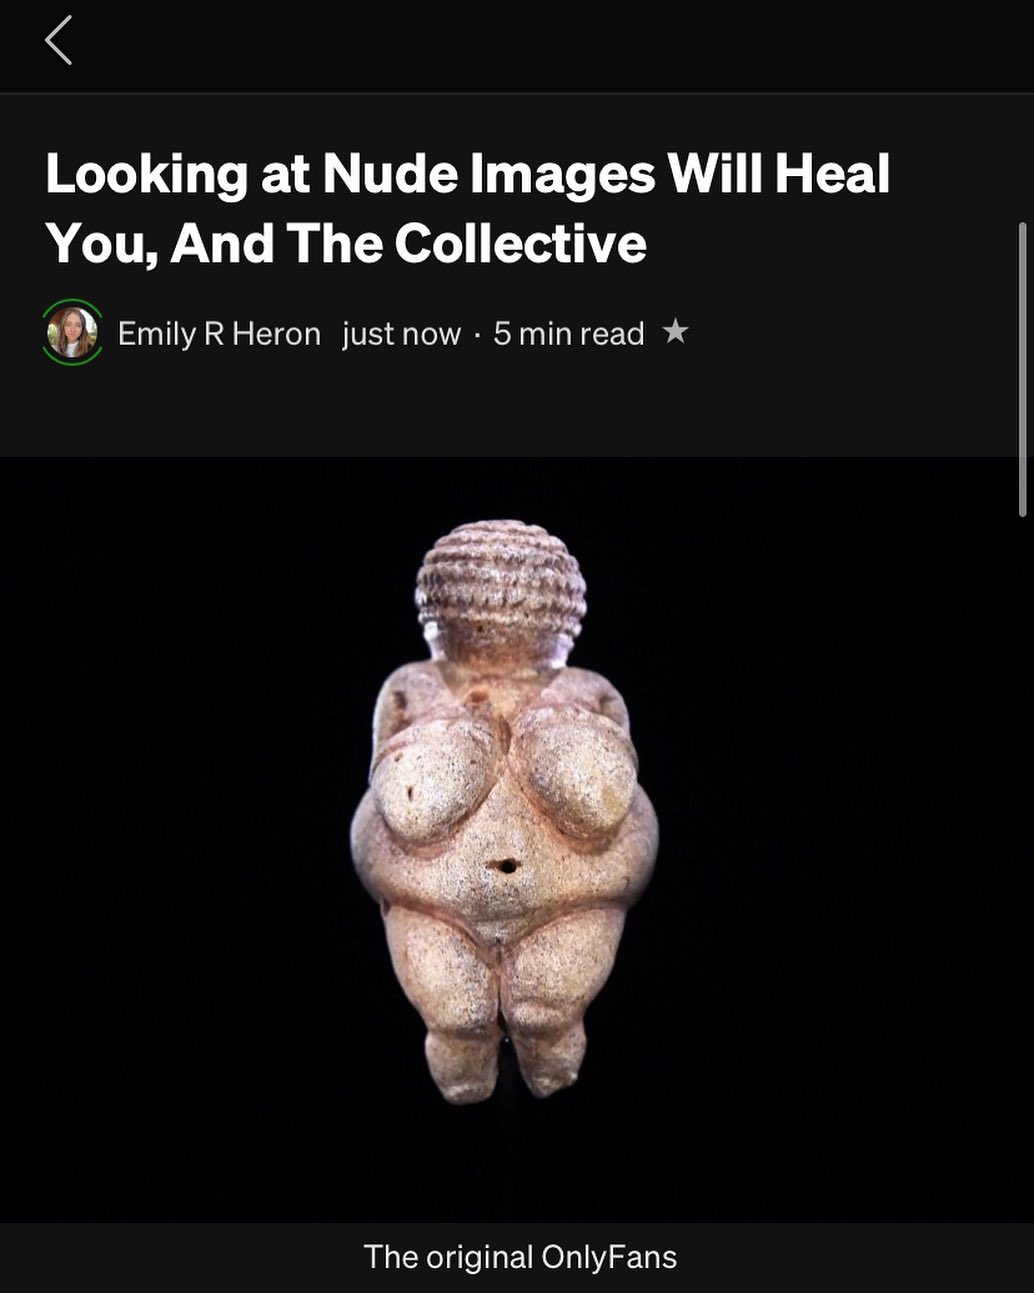 Looking at Nude Images Will Heal
You, And The Collective
Emily R Heron just now · 5 min read ★
The original OnlyFans